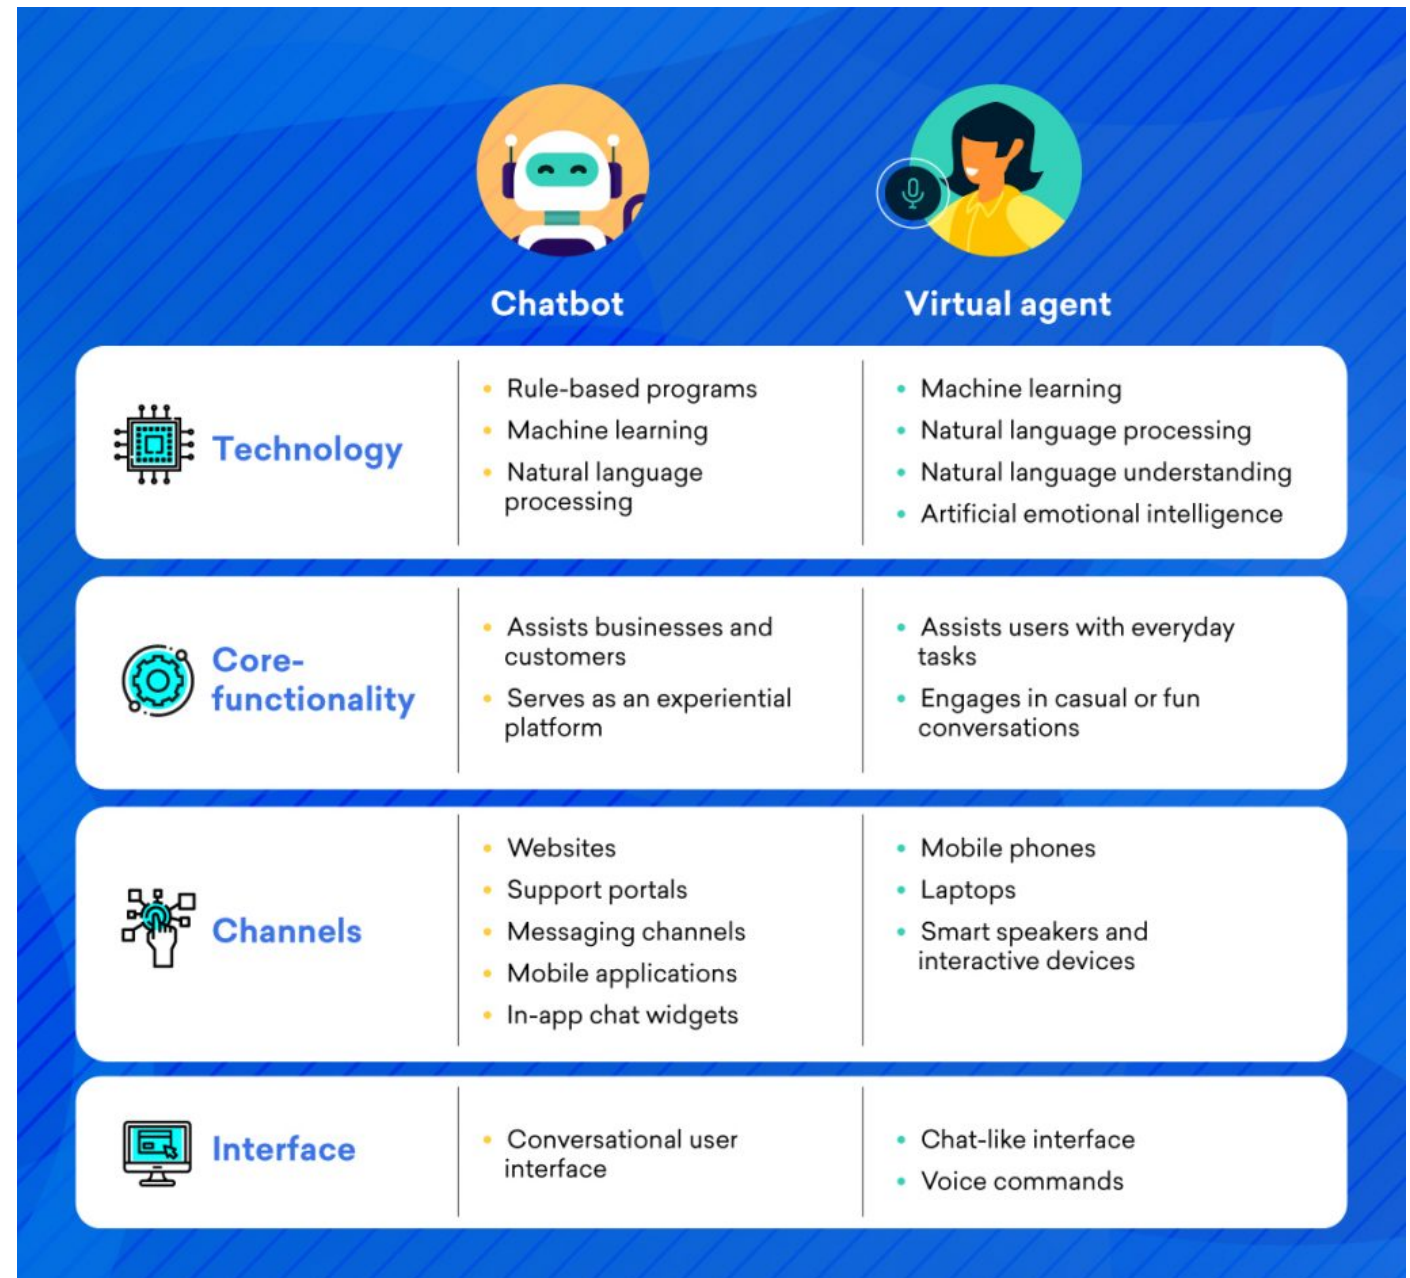 Chatbot
Virtual agent
Technology
Rule-based programs
Machine learning
Natural language
processing
Machine learning
Natural language processing
Natural language understanding
Artificial emotional intelligence
Core-
functionality
Assists businesses and
customers
Serves as an experiential
platform
Assists users with everyday
tasks
Engages in casual or fun
conversations
Channels
Websites
Support portals
Messaging channels
Mobile applications
In-app chat widgets
Mobile phones
Laptops
Smart speakers and
interactive devices
Interface
Conversational user
interface
Chat-like interface
Voice commands